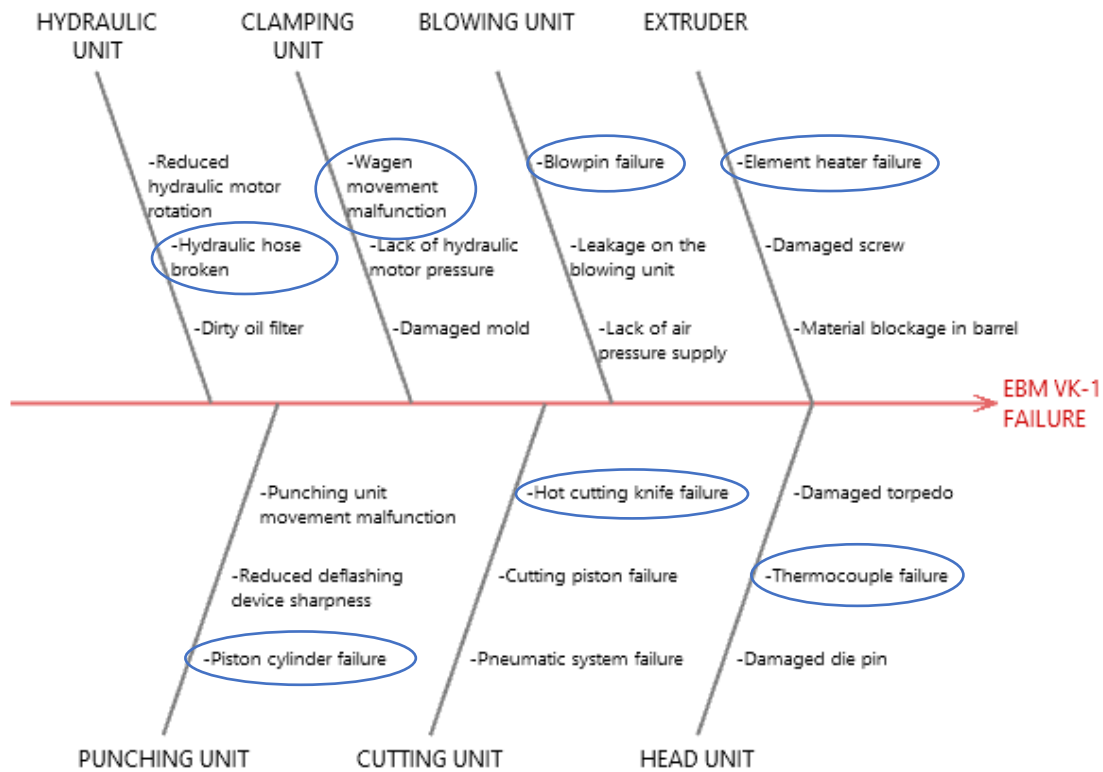 HYDRAULIC
UNIT
CLAMPING
UNIT
BLOWING UNIT
EXTRUDER
-Reduced
hydraulic motor
rotation
-Hydraulic hose
broken
-Dirty oil filter
-Wagen
movement
malfunction
-Lack of hydraulic
motor pressure
-Damaged mold
-Blowpin failure
-Leakage on the
blowing unit
-Lack of air
pressure supply
-Element heater failure
-Damaged screw
-Material blockage in barrel
EBM VK-1
FAILURE
-Punching unit
movement malfunction
-Reduced deflashing
device sharpness
-Piston cylinder failure
-Hot cutting knife failure
-Cutting piston failure
-Pneumatic system failure
-Damaged torpedo
-Thermocouple failure
-Damaged die pin
PUNCHING UNIT
CUTTING UNIT
HEAD UNIT